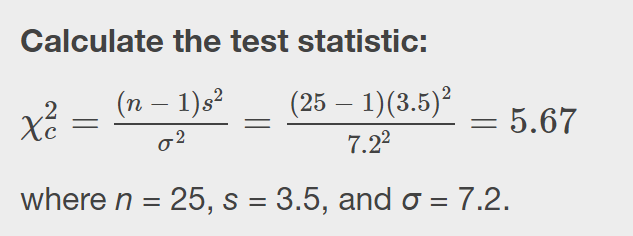 Calculate the test statistic:
χ²_c = (n − 1)s² / σ² = (25 − 1)(3.5)² / 7.2² = 5.67
where n = 25, s = 3.5, and σ = 7.2.